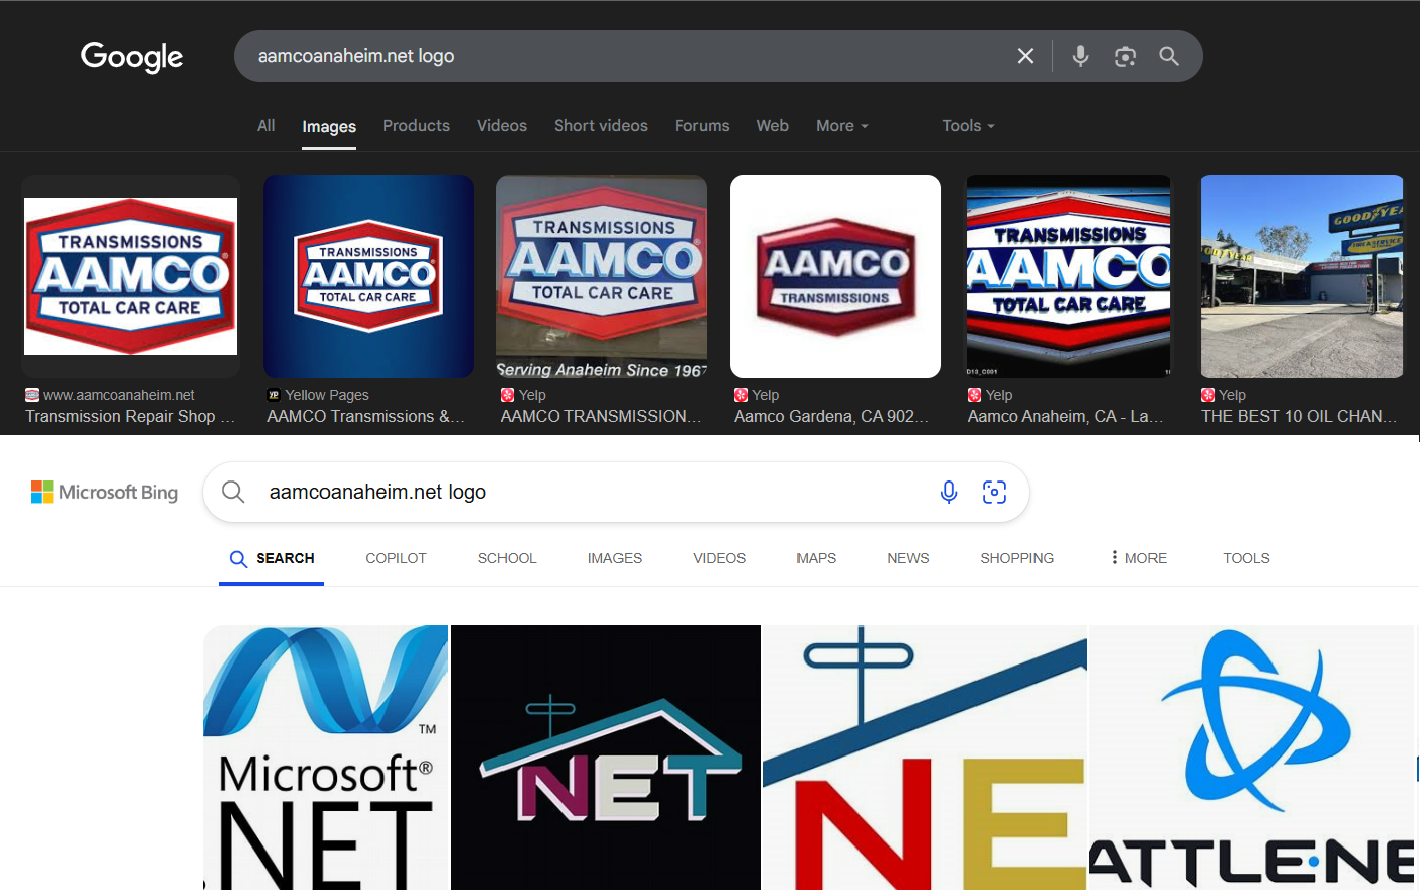 Google
aamcoanaheim.net logo
All
Images
Products
Videos
Short videos
Forums
Web
More
Tools
TRANSMISSIONS
AAMCO®
TOTAL CAR CARE
TRANSMISSIONS
AAMCO®
TOTAL CAR CARE
TRANSMISSIONS
AAMCO®
TOTAL CAR CARE
Serving Anaheim Since 1967
AAMCO
TRANSMISSIONS
TRANSMISSIONS
AAMCO
TOTAL CAR CARE
D13_C001
GOODYEA
GOODYEAR
www.aamcoanaheim.net
Transmission Repair Shop ...
YP Yellow Pages
AAMCO Transmissions &...
Yelp
AAMCO TRANSMISSION...
Yelp
Aamco Gardena, CA 902...
Yelp
Aamco Anaheim, CA - La...
Yelp
THE BEST 10 OIL CHAN...
Microsoft Bing
aamcoanaheim.net logo
SEARCH
COPILOT
SCHOOL
IMAGES
VIDEOS
MAPS
NEWS
SHOPPING
MORE
TOOLS
TM
Microsoft®
.NET
NET
NE
ATTLE·NE